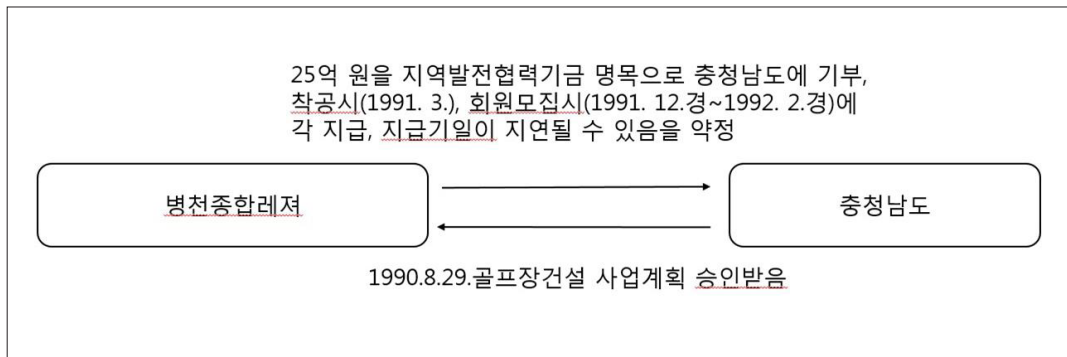 25억 원을 지역발전협력기금 명목으로 충청남도에 기부,
착공시(1991. 3.), 회원모집시(1991. 12.경~1992. 2.경)에
각 지급, 지급기일이 지연될 수 있음을 약정
병천종합레져
충청남도
1990.8.29.골프장건설 사업계획 승인받음